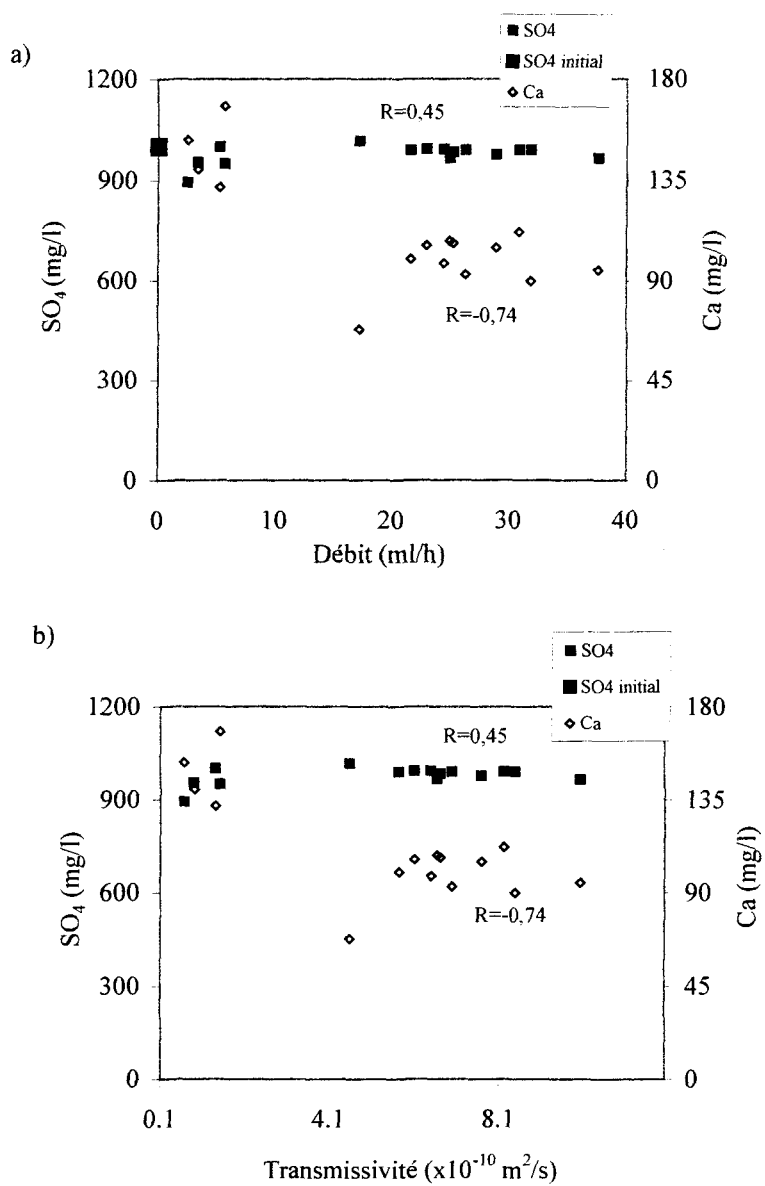 a)
SO4
SO4 initial
Ca
1200
900
600
300
0
SO₄ (mg/l)
R=0,45
R=-0,74
180
135
90
45
0
Ca (mg/l)
0 10 20 30 40
Débit (ml/h)
b)
SO4
SO4 initial
Ca
1200
900
600
300
0
SO₄ (mg/l)
R=0,45
R=-0,74
180
135
90
45
0
Ca (mg/l)
0.1 4.1 8.1
Transmissivité (x10⁻¹⁰ m²/s)